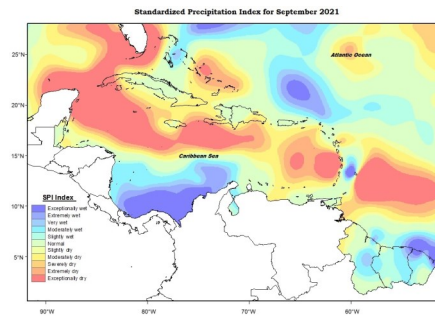 Standardized Precipitation Index for September 2021
25°N
Atlantic Ocean
20°N
15°N
Caribbean Sea
SPI Index
Exceptionally wet
Extremely wet
Very wet
Moderately wet
Slightly wet
Normal
Slightly dry
Moderately dry
Severely dry
Extremely dry
Exceptionally dry
10°N
5°N
90°W
80°W
70°W
60°W